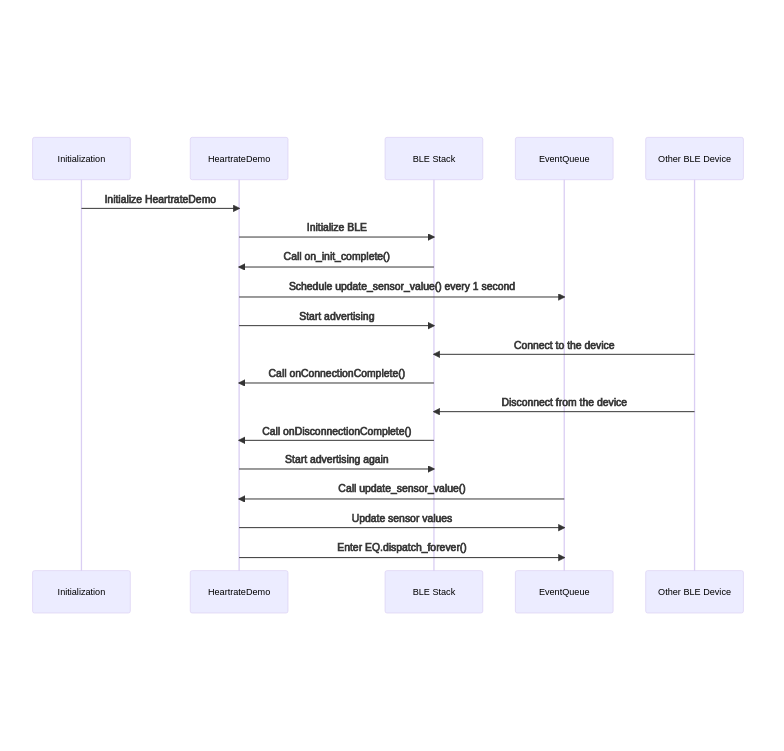 Initialization
HeartrateDemo
BLE Stack
EventQueue
Other BLE Device
Initialize HeartrateDemo
Initialize BLE
Call on_init_complete()
Schedule update_sensor_value() every 1 second
Start advertising
Connect to the device
Call onConnectionComplete()
Disconnect from the device
Call onDisconnectionComplete()
Start advertising again
Call update_sensor_value()
Update sensor values
Enter EQ.dispatch_forever()
Initialization
HeartrateDemo
BLE Stack
EventQueue
Other BLE Device